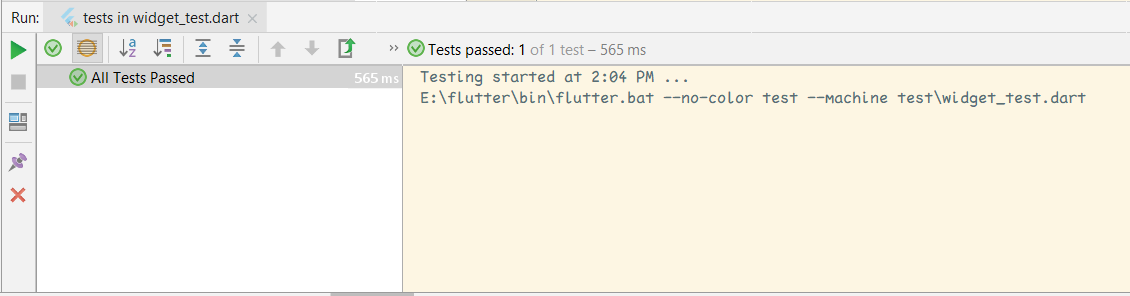 Run: tests in widget_test.dart
Tests passed: 1 of 1 test – 565 ms
All Tests Passed 565 ms
Testing started at 2:04 PM ...
E:\flutter\bin\flutter.bat --no-color test --machine test\widget_test.dart